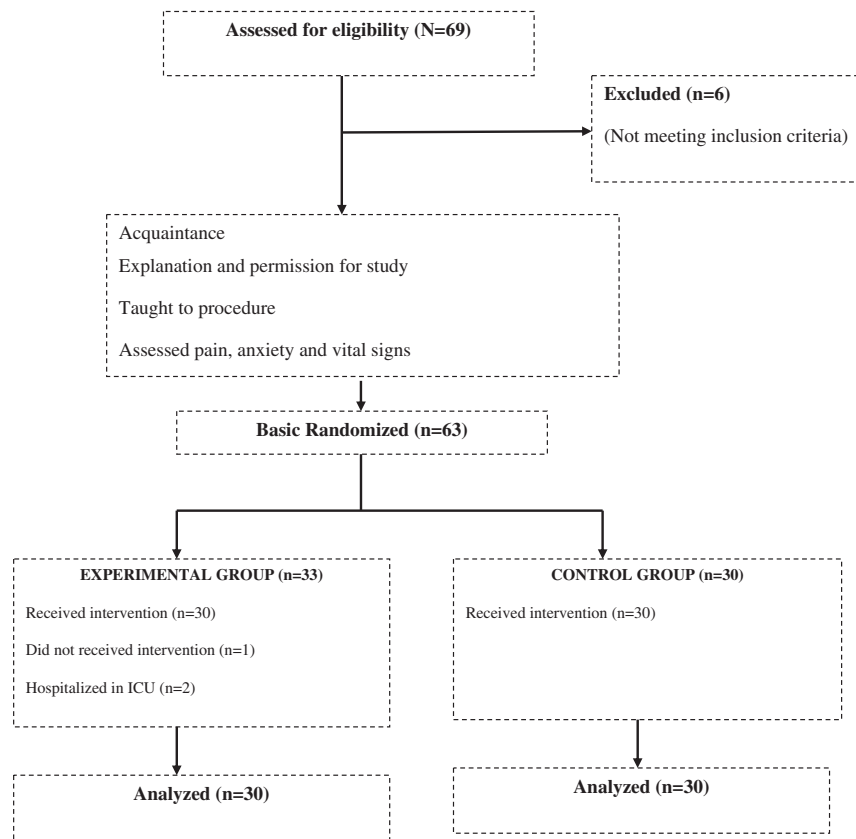 Assessed for eligibility (N=69)
Excluded (n=6)
(Not meeting inclusion criteria)
Acquaintance
Explanation and permission for study
Taught to procedure
Assessed pain, anxiety and vital signs
Basic Randomized (n=63)
EXPERIMENTAL GROUP (n=33)
Received intervention (n=30)
Did not received intervention (n=1)
Hospitalized in ICU (n=2)
CONTROL GROUP (n=30)
Received intervention (n=30)
Analyzed (n=30)
Analyzed (n=30)